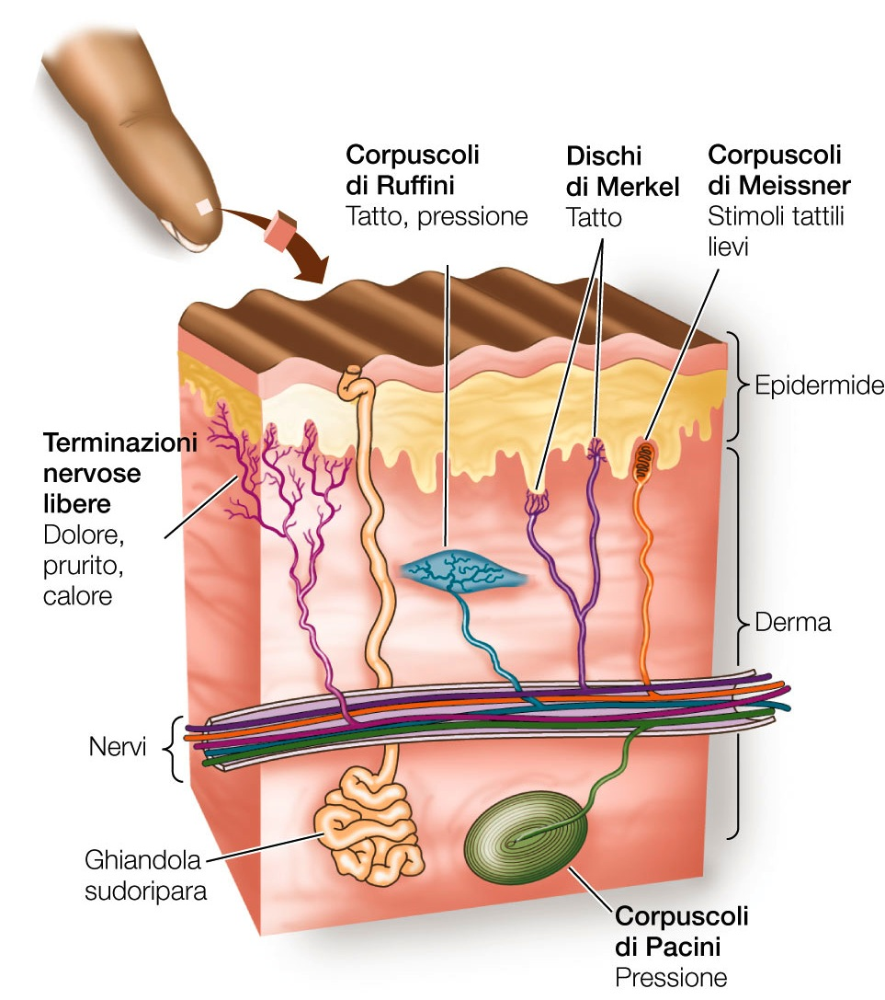 Corpuscoli
di Ruffini
Tatto, pressione
Dischi
di Merkel
Tatto
Corpuscoli
di Meissner
Stimoli tattili
lievi
Epidermide
Terminazioni
nervose
libere
Dolore,
prurito,
calore
Derma
Nervi
Ghiandola
sudoripara
Corpuscoli
di Pacini
Pressione